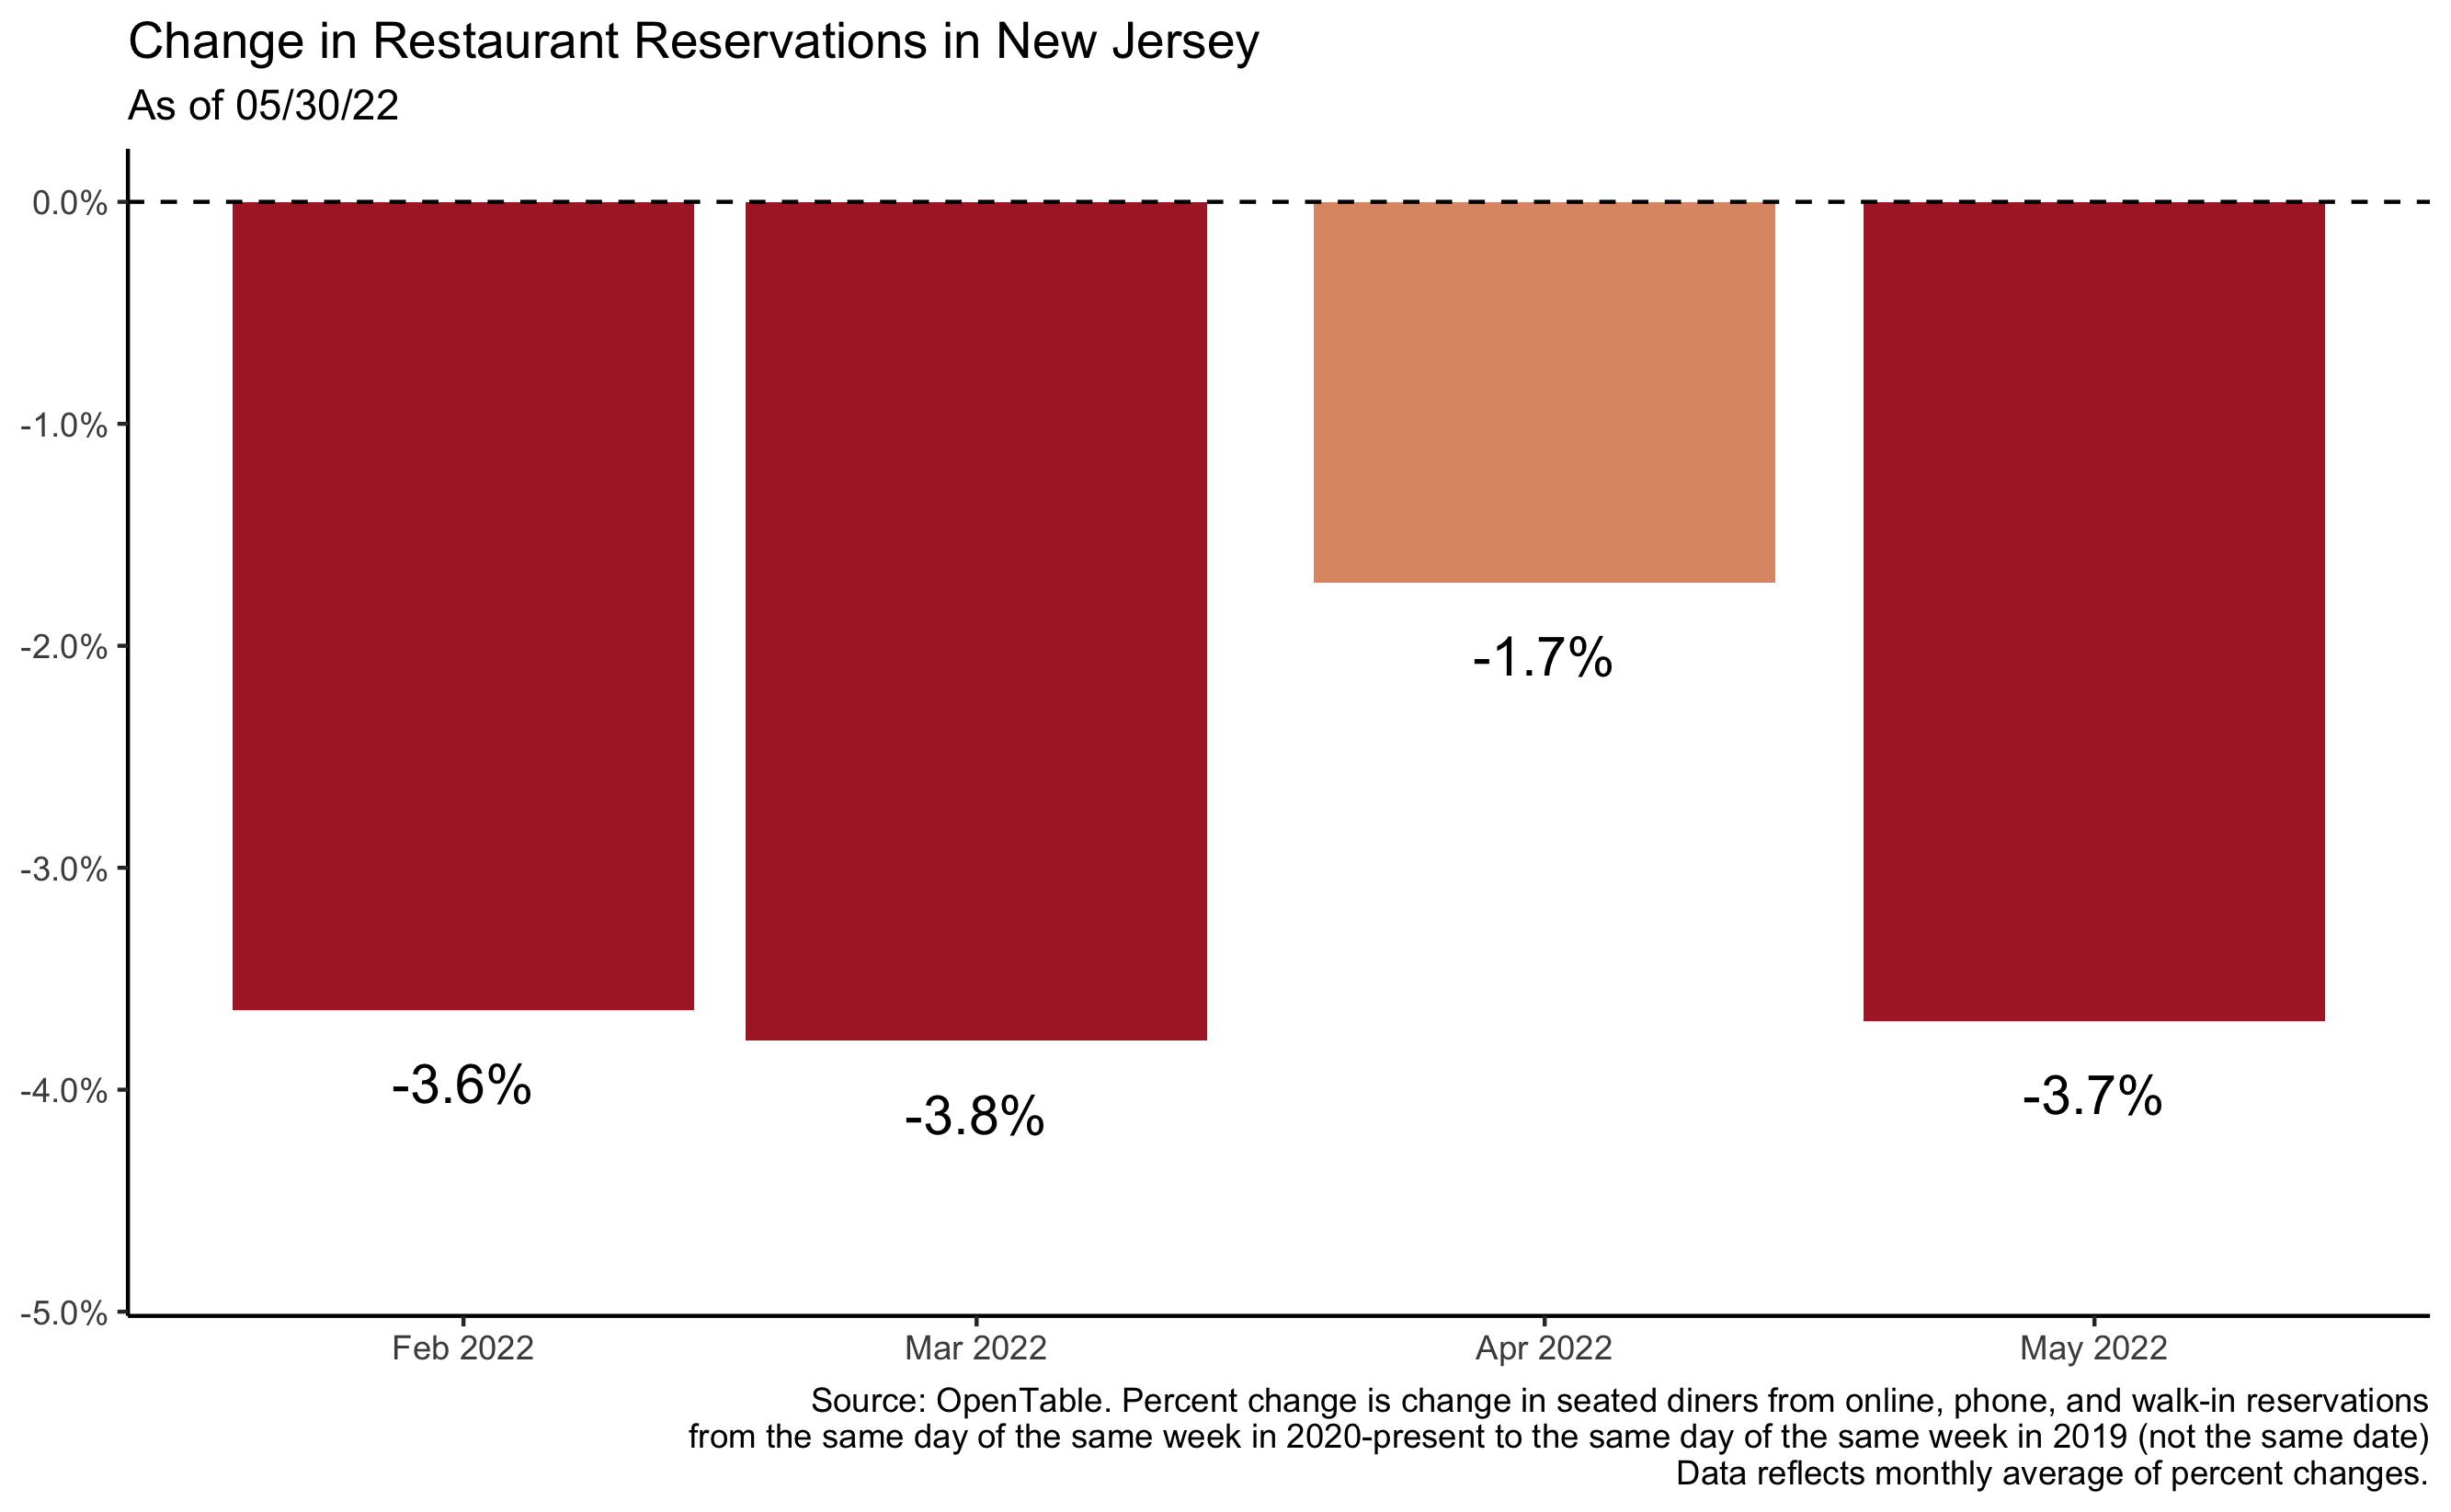 Change in Restaurant Reservations in New Jersey
As of 05/30/22
0.0%
-1.0%
-2.0%
-3.0%
-4.0%
-5.0%
-3.6%
-3.8%
-1.7%
-3.7%
Feb 2022
Mar 2022
Apr 2022
May 2022
Source: OpenTable. Percent change is change in seated diners from online, phone, and walk-in reservations
from the same day of the same week in 2020-present to the same day of the same week in 2019 (not the same date)
Data reflects monthly average of percent changes.